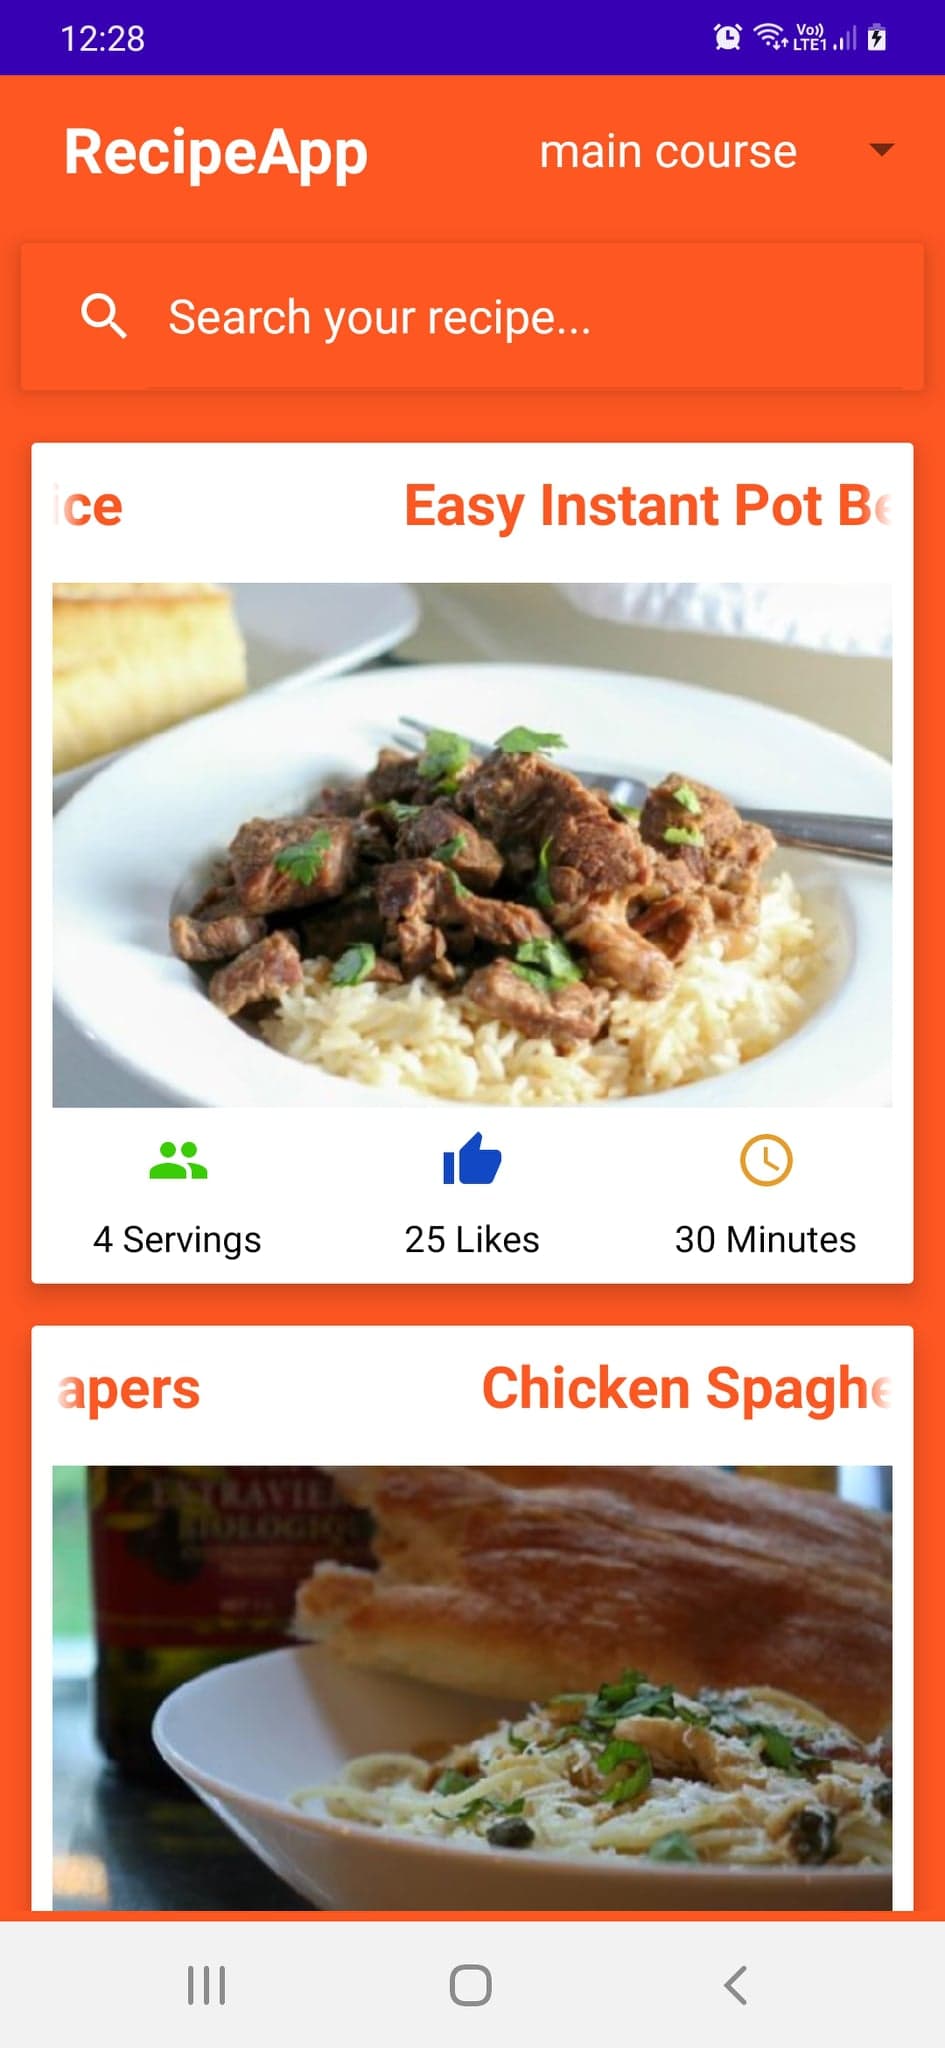 12:28
Vo))
LTE1
RecipeApp
main course
Search your recipe...
ice
Easy Instant Pot Be
4 Servings
25 Likes
30 Minutes
apers
Chicken Spaghe